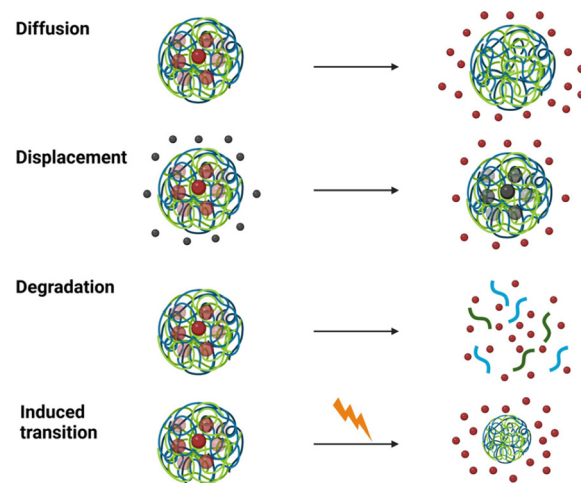 Diffusion
Displacement
Degradation
Induced
transition